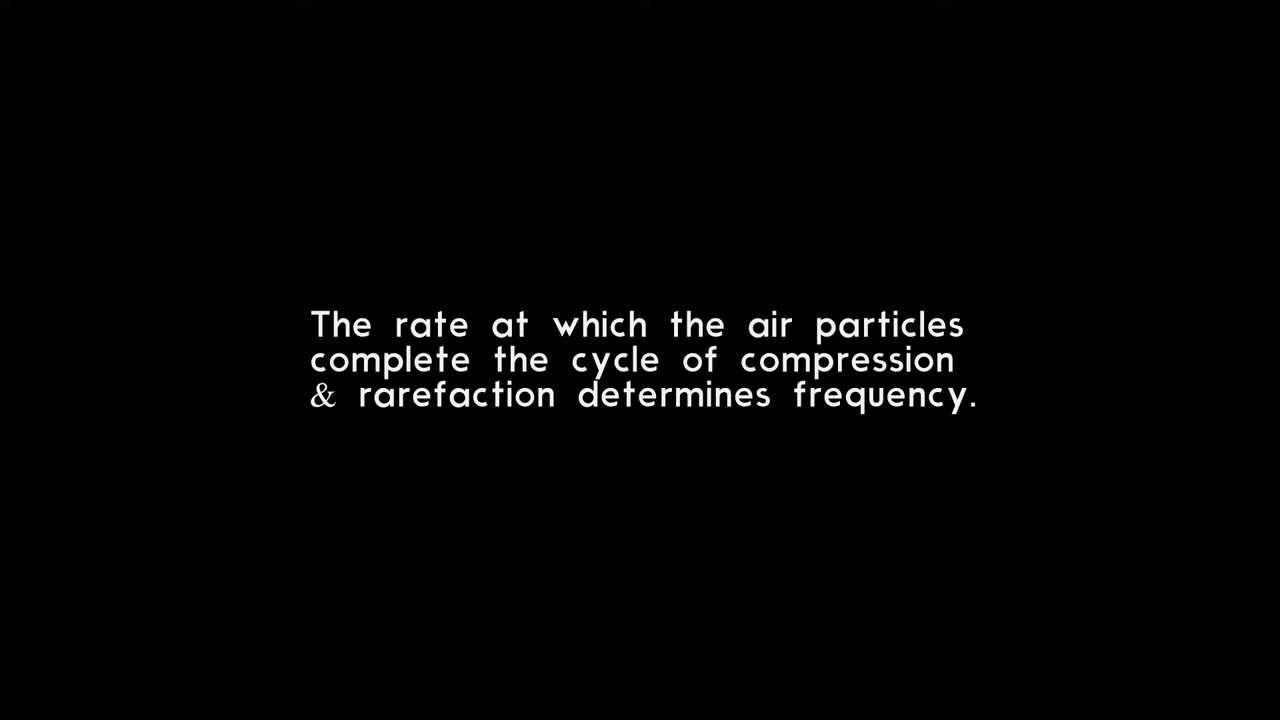 The rate at which the air particles
complete the cycle of compression
& rarefaction determines frequency.